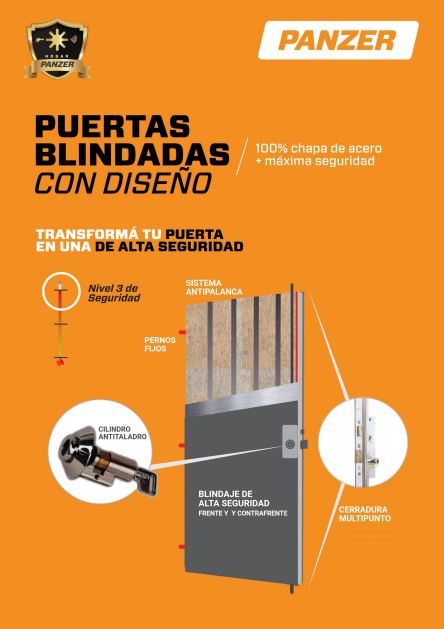 HOGAR
PANZER
PANZER
PUERTAS
BLINDADAS
CON DISEÑO
100% chapa de acero
+ máxima seguridad
TRANSFORMÁ TU PUERTA
EN UNA DE ALTA SEGURIDAD
Nivel 3 de
Seguridad
SISTEMA
ANTIPALANCA
PERNOS
FIJOS
CILINDRO
ANTITALADRO
BLINDAJE DE
ALTA SEGURIDAD
FRENTE Y Y CONTRAFRENTE
CERRADURA
MULTIPUNTO